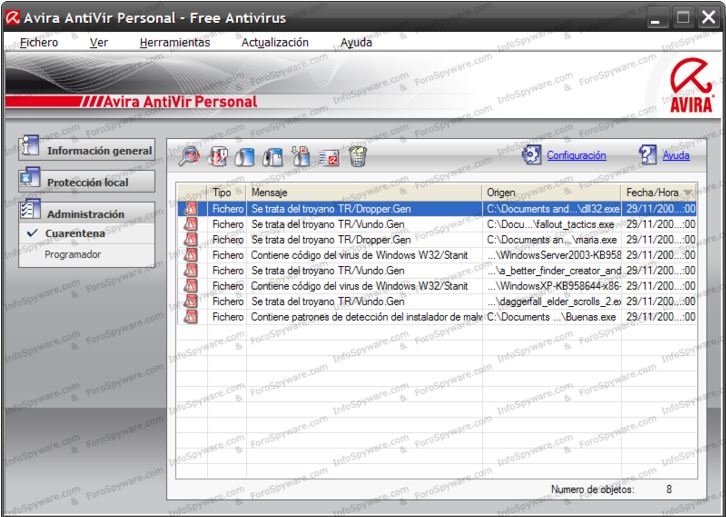 Avira AntiVir Personal - Free Antivirus
Fichero Ver Herramientas Actualización Ayuda
Avira AntiVir Personal
AVIRA
Información general
Protección local
Administración
Cuarentena
Programador
Configuración Ayuda
Tipo Mensaje Origen Fecha/Hora
Fichero Se trata del troyano TR/Dropper.Gen C:\Documents and...\dll32.exe 29/11/200...:00
Fichero Se trata del troyano TR/Vundo.Gen C:\Docu...\fallout_tactics.exe 29/11/200...:00
Fichero Se trata del troyano TR/Dropper.Gen C:\Documents an...\maria.exe 29/11/200...:00
Fichero Contiene código del virus de Windows W32/Stanit ...\WindowsServer2003-KB958 29/11/200...:00
Fichero Se trata del troyano TR/Vundo.Gen ...\a_better_finder_creator_and 29/11/200...:00
Fichero Contiene código del virus de Windows W32/Stanit ...\WindowsXP-KB958644-x86- 29/11/200...:00
Fichero Se trata del troyano TR/Vundo.Gen ...\daggerfall_elder_scrolls_2.ex 29/11/200...:00
Fichero Contiene patrones de detección del instalador de malw C:\Documents ...\Buenas.exe 29/11/200...:00
Numero de objetos: 8
InfoSpyware.com & ForoSpyware.com